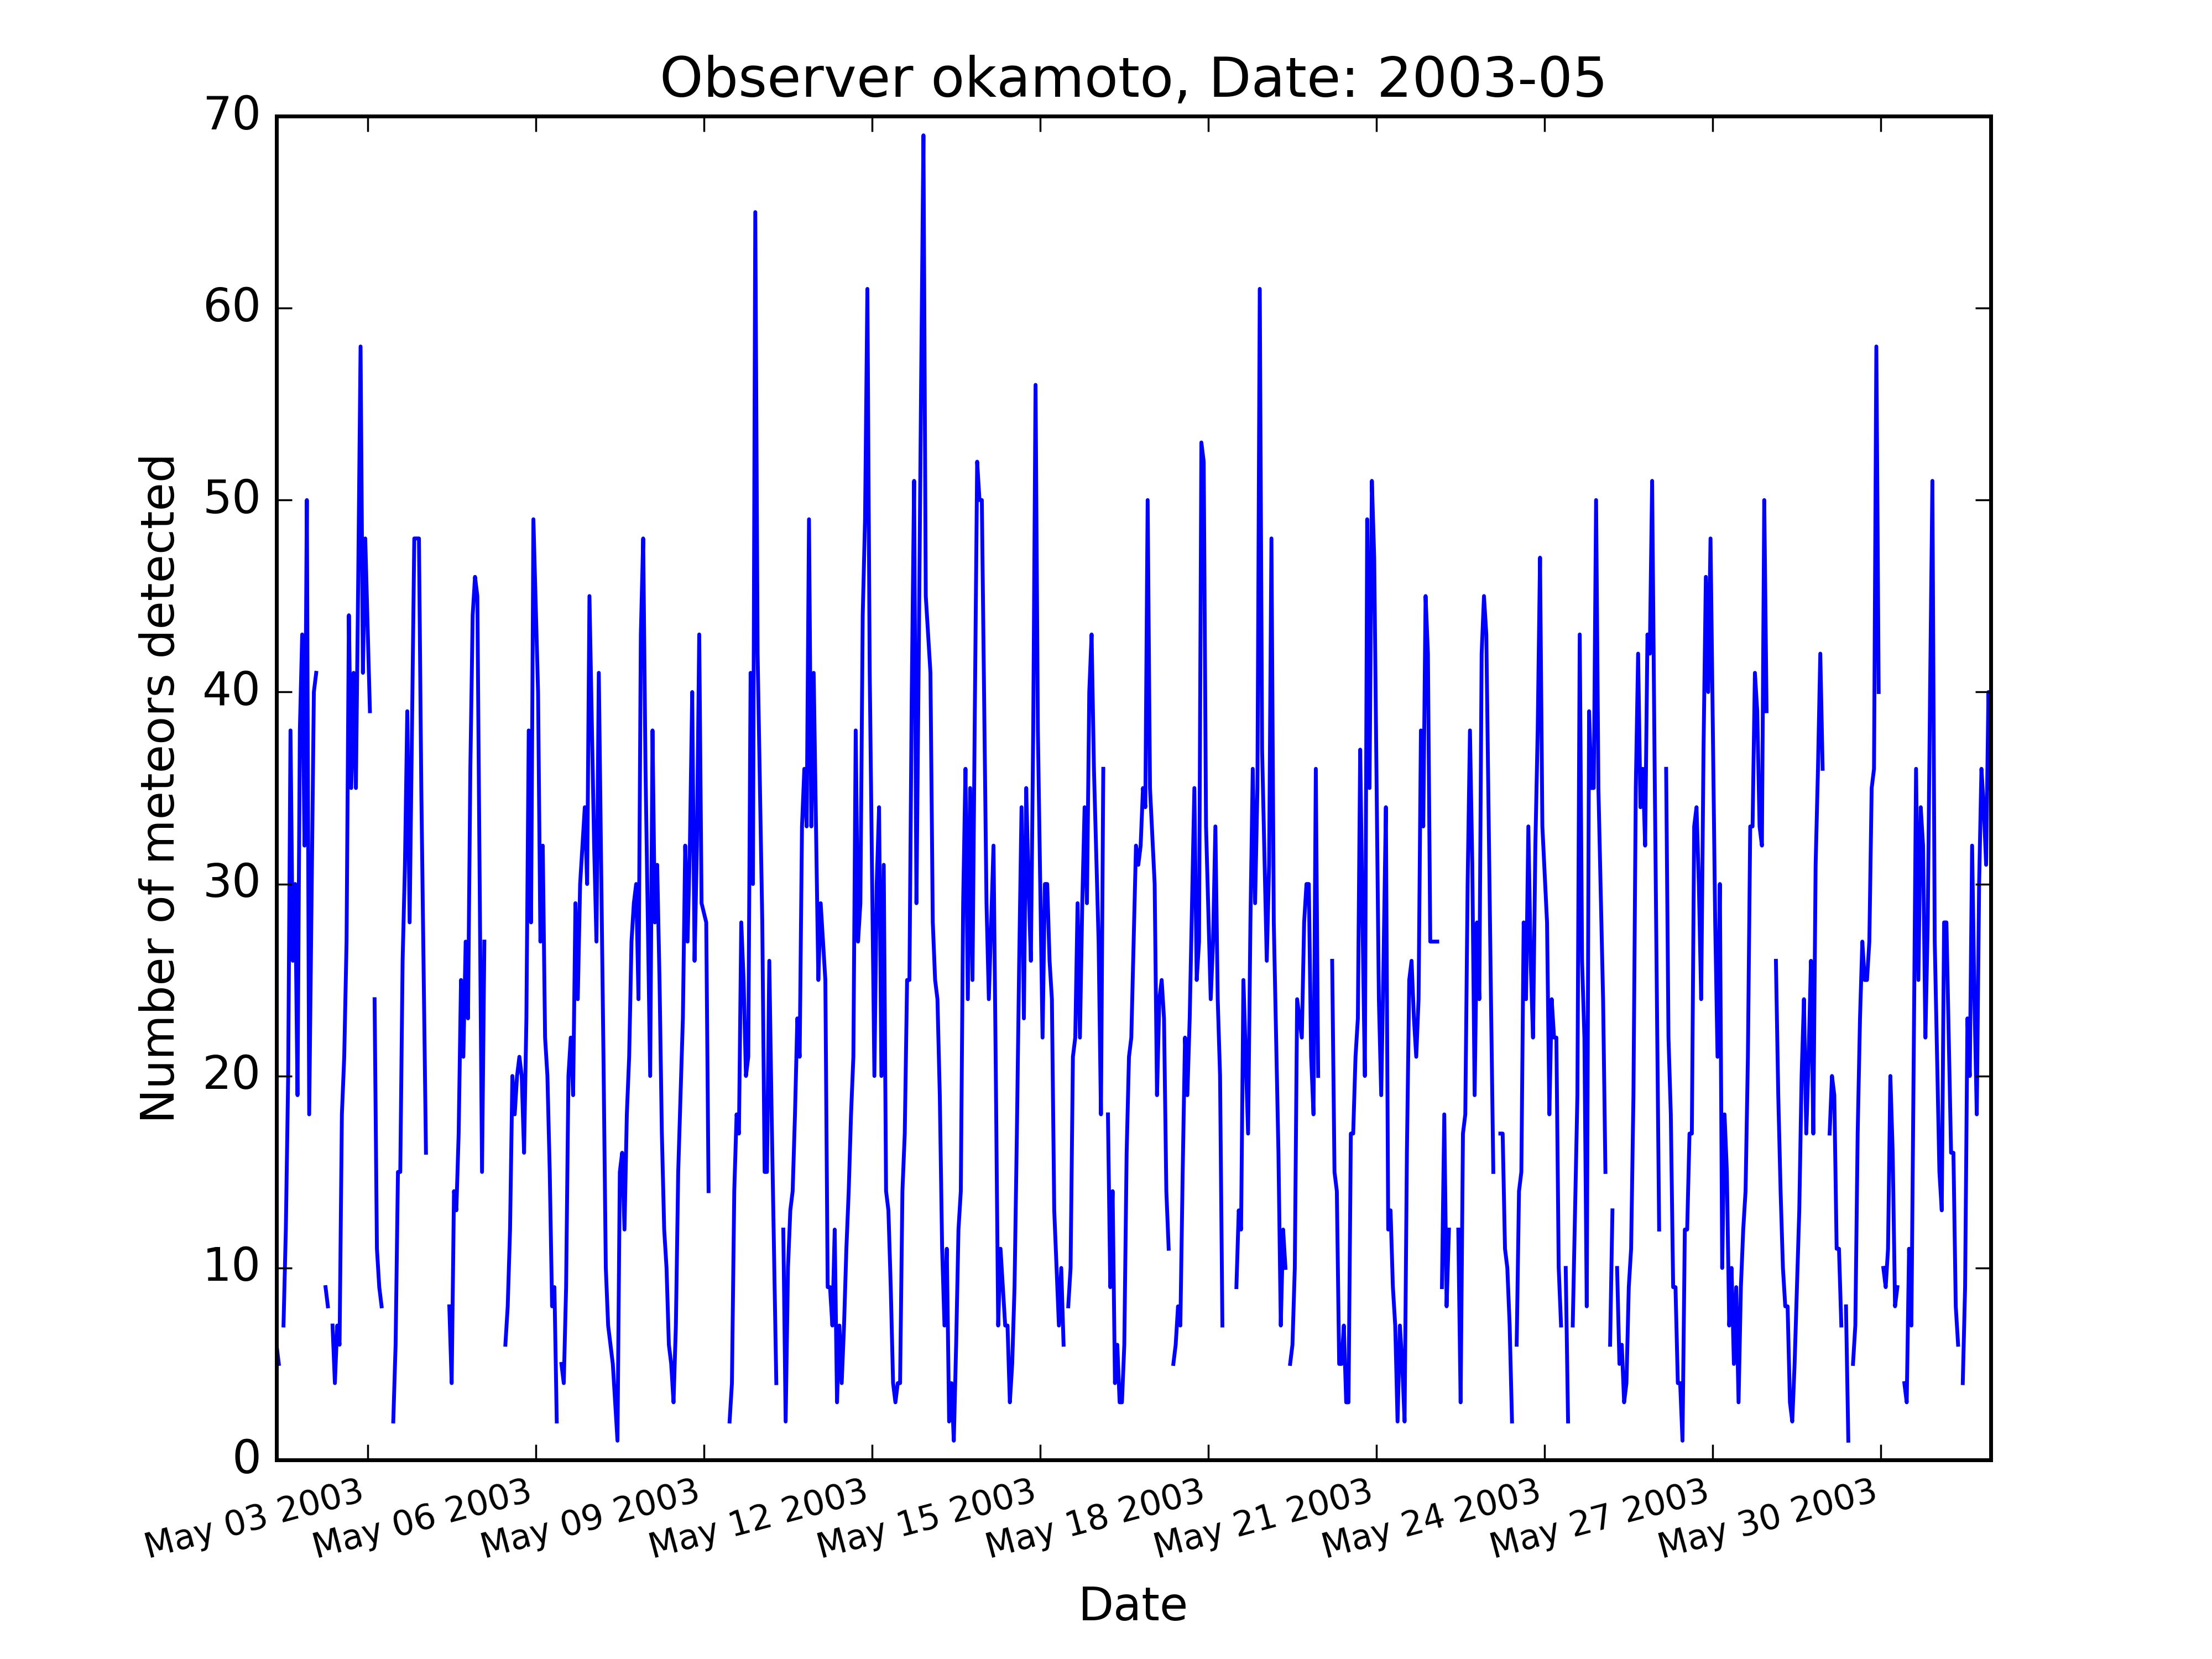 Observer okamoto, Date: 2003-05
70
60
50
40
30
20
10
0
Number of meteors detected
May 03 2003
May 06 2003
May 09 2003
May 12 2003
May 15 2003
May 18 2003
May 21 2003
May 24 2003
May 27 2003
May 30 2003
Date